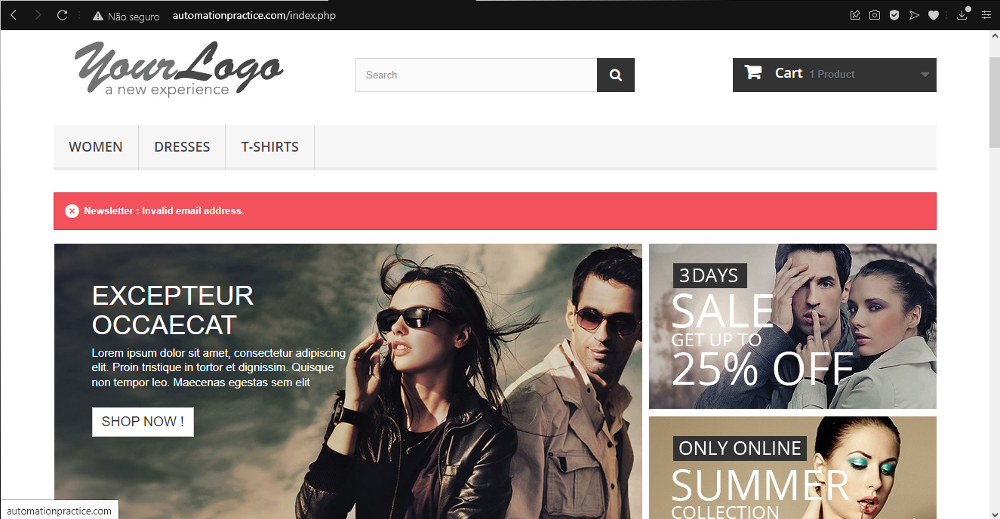 Não seguro automationpractice.com/index.php
YourLogo
a new experience
Search
Cart 1 Product
WOMEN DRESSES T-SHIRTS
Newsletter : Invalid email address.
EXCEPTEUR
OCCAECAT
Lorem ipsum dolor sit amet, consectetur adipiscing
elit. Proin tristique in tortor et dignissim. Quisque
non tempor leo. Maecenas egestas sem elit
SHOP NOW !
3DAYS
SALE
GET UP TO
25% OFF
ONLY ONLINE
SUMMER
COLLECTION
automationpractice.com